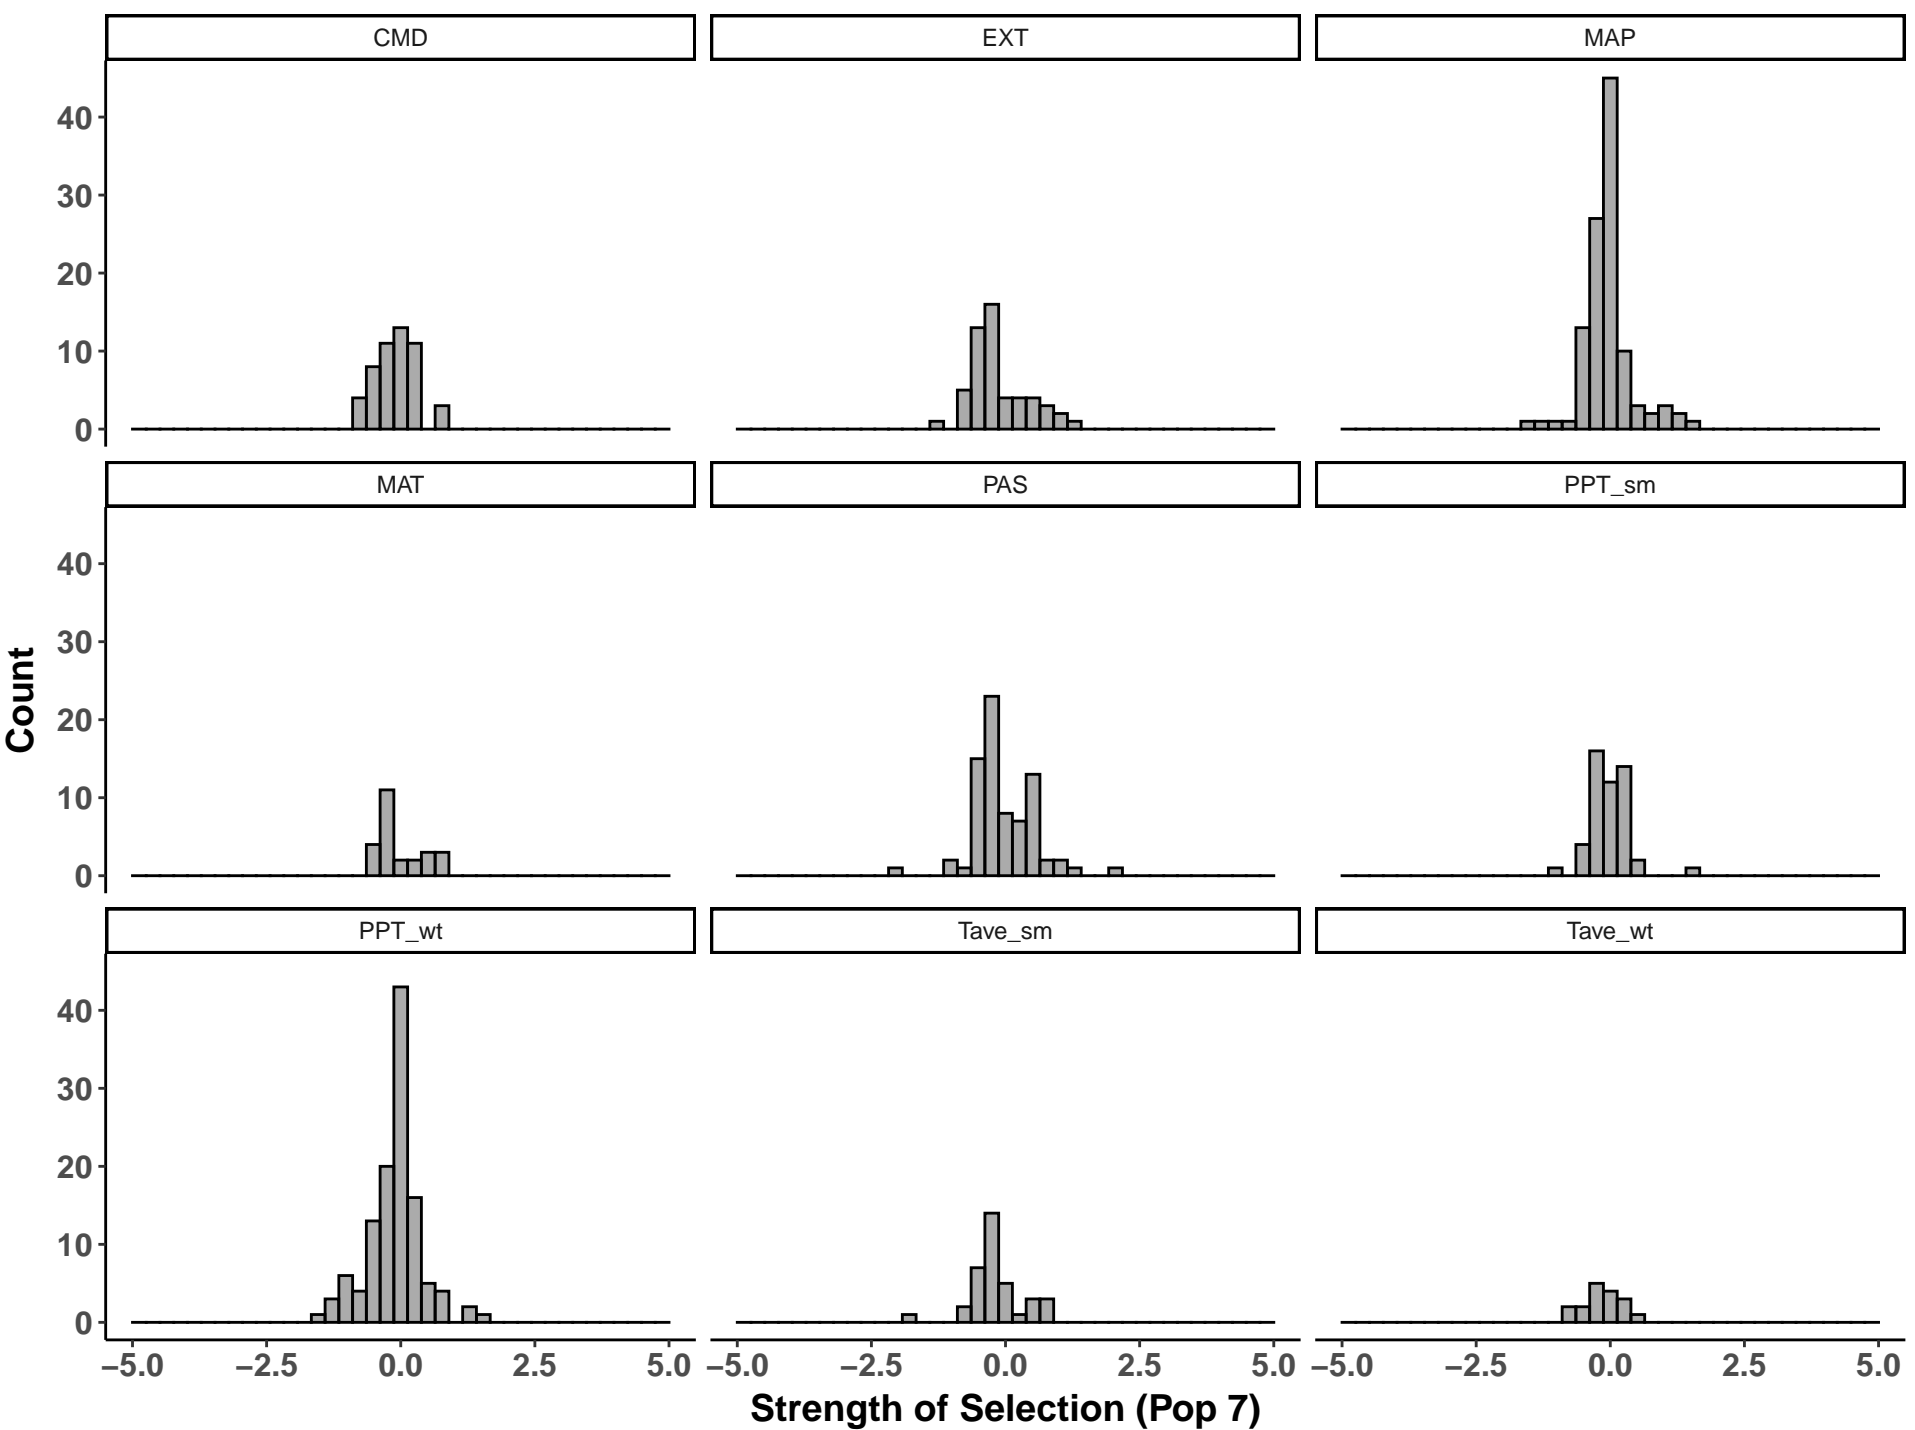 CMD EXT MAP
40
30
20
10
0
MAT PAS PPT_sm
40
30
20
10
0
Count
PPT_wt Tave_sm Tave_wt
40
30
20
10
0
−5.0 −2.5 0.0 2.5 5.0 −5.0 −2.5 0.0 2.5 5.0 −5.0 −2.5 0.0 2.5 5.0
Strength of Selection (Pop 7)